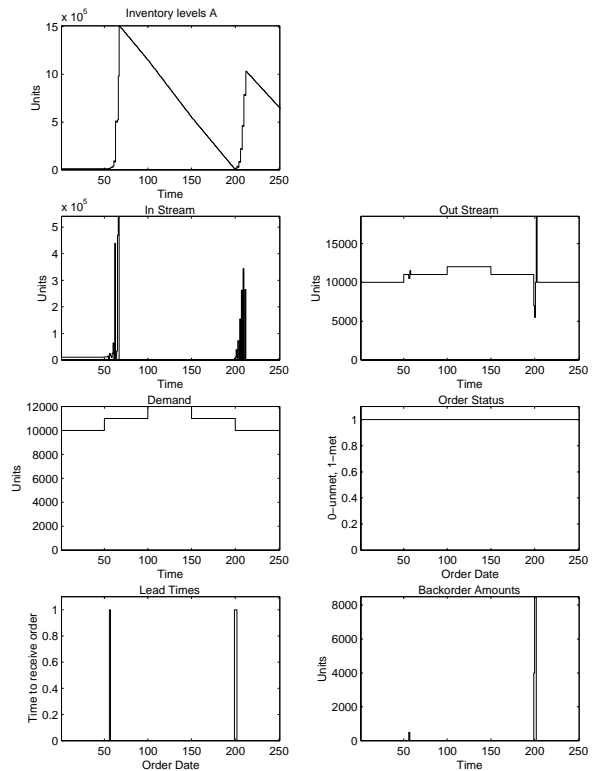 Inventory levels A
x 10^5
15
10
5
0
Units
50 100 150 200 250
Time
In Stream
x 10^5
5
4
3
2
1
0
Units
50 100 150 200 250
Time
Out Stream
15000
10000
5000
0
Units
50 100 150 200 250
Time
Demand
12000
10000
8000
6000
4000
2000
0
Units
50 100 150 200 250
Time
Order Status
1
0.8
0.6
0.4
0.2
0
0−unmet, 1−met
50 100 150 200 250
Order Date
Lead Times
1
0.8
0.6
0.4
0.2
0
Time to receive order
50 100 150 200 250
Order Date
Backorder Amounts
8000
6000
4000
2000
0
Units
50 100 150 200 250
Time